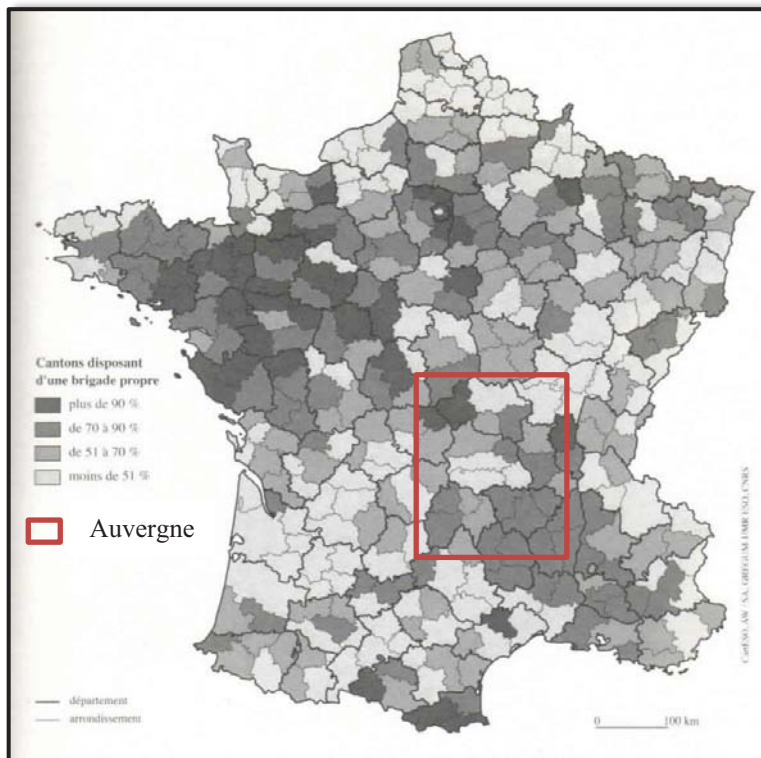 Cantons disposant
d'une brigade propre
plus de 90 %
de 70 à 90 %
de 51 à 70 %
moins de 51 %
Auvergne
département
arrondissement
0 100 km
CNRS